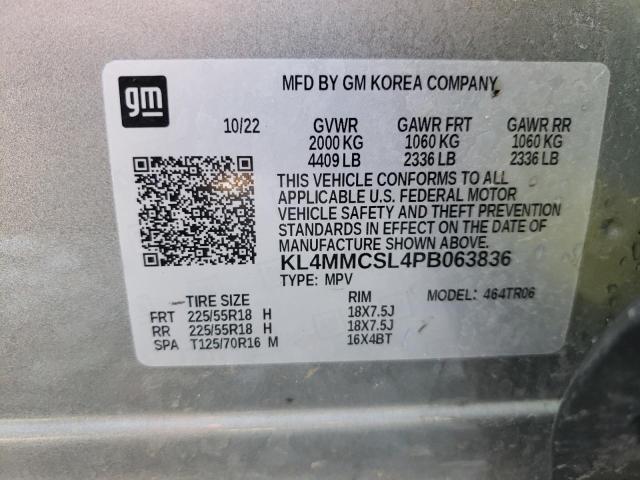 gm
MFD BY GM KOREA COMPANY
10/22 GVWR GAWR FRT GAWR RR
2000 KG 1060 KG 1060 KG
4409 LB 2336 LB 2336 LB
THIS VEHICLE CONFORMS TO ALL
APPLICABLE U.S. FEDERAL MOTOR
VEHICLE SAFETY AND THEFT PREVENTION
STANDARDS IN EFFECT ON THE DATE OF
MANUFACTURE SHOWN ABOVE.
KL4MMCSL4PB063836
TYPE: MPV MODEL: 464TR06
TIRE SIZE RIM
FRT 225/55R18 H 18X7.5J
RR 225/55R18 H 18X7.5J
SPA T125/70R16 M 16X4BT